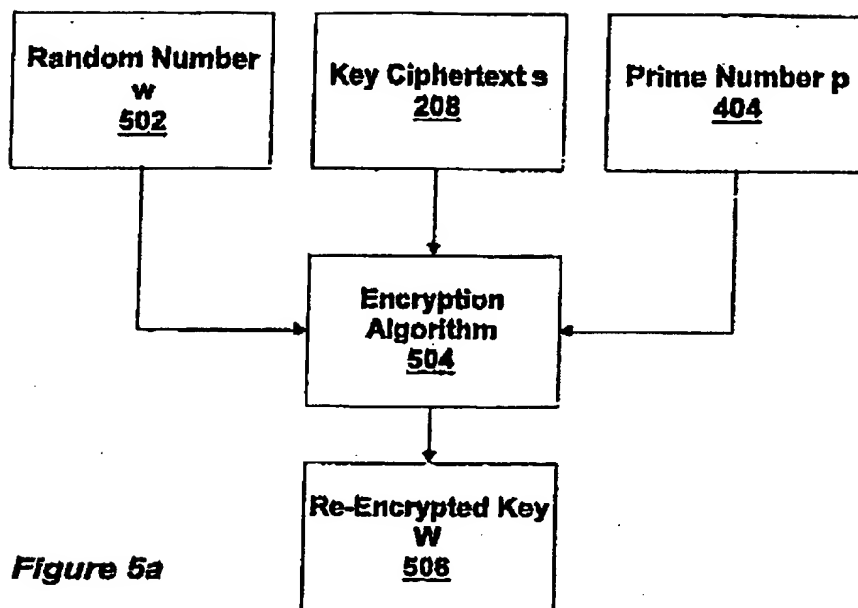 Random Number
w
502
Key Ciphertext s
208
Prime Number p
404
Encryption
Algorithm
504
Re-Encrypted Key
W
506
Figure 5a